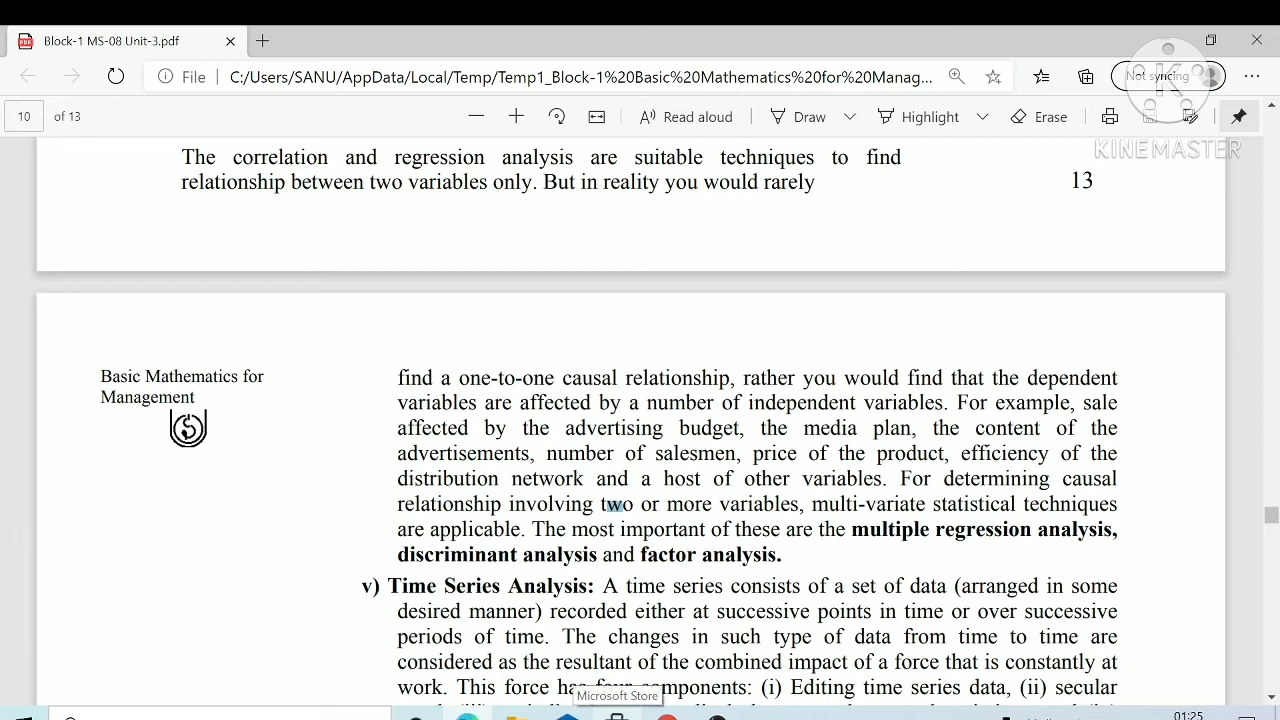 Block-1 MS-08 Unit-3.pdf
File
C:/Users/SANU/AppData/Local/Temp/Temp1_Block-1%20Basic%20Mathematics%20for%20Manag...
Not syncing
10 of 13
Read aloud
Draw
Highlight
Erase
KINEMASTER
The correlation and regression analysis are suitable techniques to find
relationship between two variables only. But in reality you would rarely
13
Basic Mathematics for
Management
find a one-to-one causal relationship, rather you would find that the dependent
variables are affected by a number of independent variables. For example, sale
affected by the advertising budget, the media plan, the content of the
advertisements, number of salesmen, price of the product, efficiency of the
distribution network and a host of other variables. For determining causal
relationship involving two or more variables, multi-variate statistical techniques
are applicable. The most important of these are the multiple regression analysis,
discriminant analysis and factor analysis.
v) Time Series Analysis: A time series consists of a set of data (arranged in some
desired manner) recorded either at successive points in time or over successive
periods of time. The changes in such type of data from time to time are
considered as the resultant of the combined impact of a force that is constantly at
work. This force has four components: (i) Editing time series data, (ii) secular
Microsoft Store
01:25